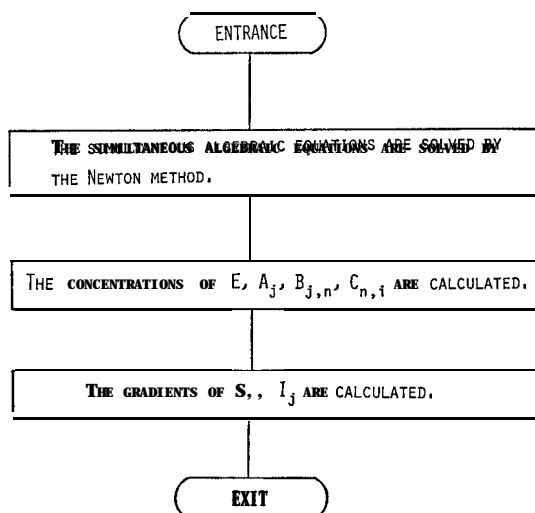 ENTRANCE
THE SIMULTANEOUS ALGEBRAIC EQUATIONS ARE SOLVED BY
THE NEWTON METHOD.
THE CONCENTRATIONS OF E, A_j, B_j,n, C_n,i ARE CALCULATED.
THE GRADIENTS OF S,, I_j ARE CALCULATED.
EXIT